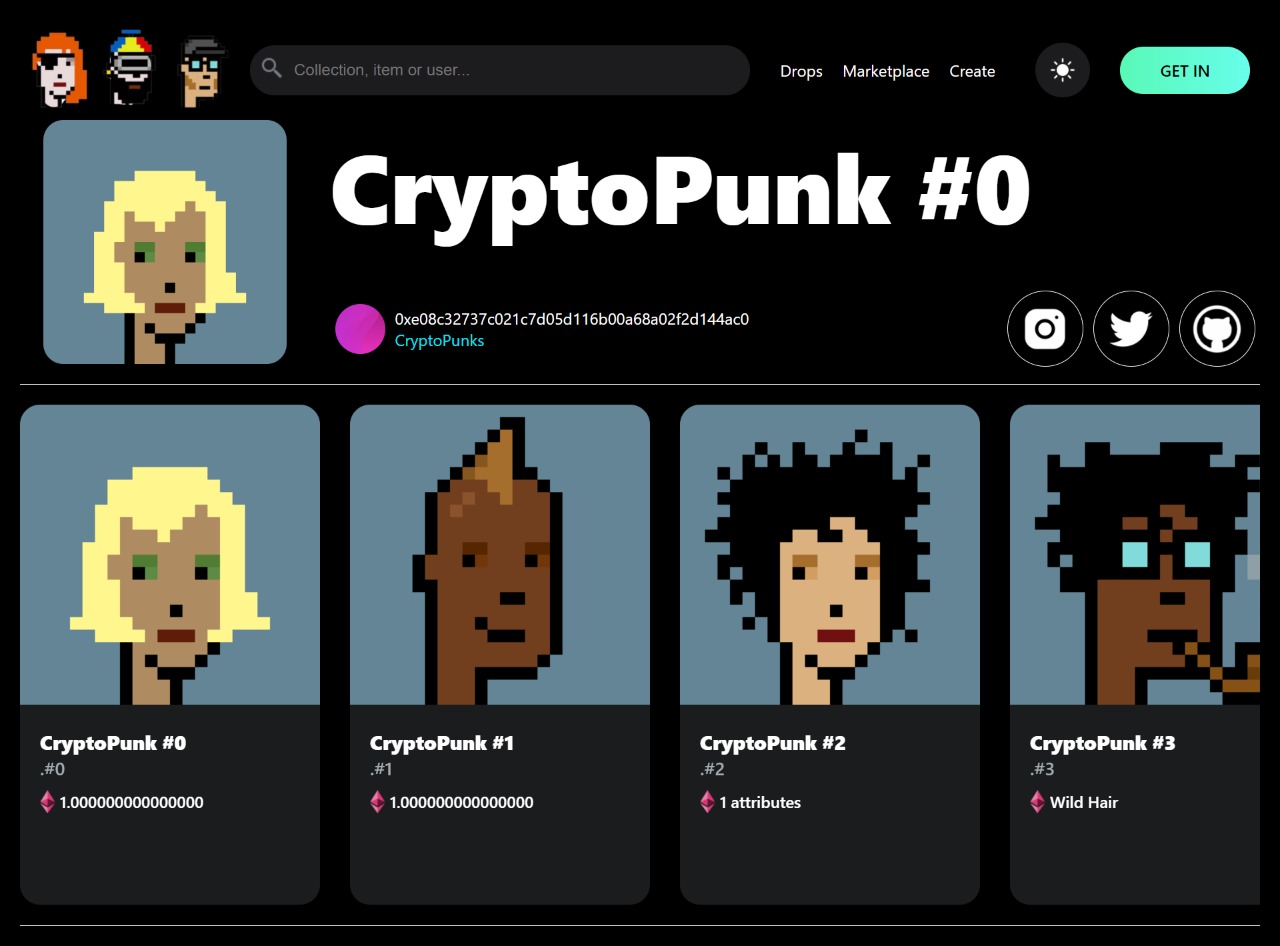 Collection, item or user...
Drops
Marketplace
Create
GET IN
CryptoPunk #0
0xe08c32737c021c7d05d116b00a68a02f2d144ac0
CryptoPunks
CryptoPunk #0
.#0
1.000000000000000
CryptoPunk #1
.#1
1.000000000000000
CryptoPunk #2
.#2
1 attributes
CryptoPunk #3
.#3
Wild Hair